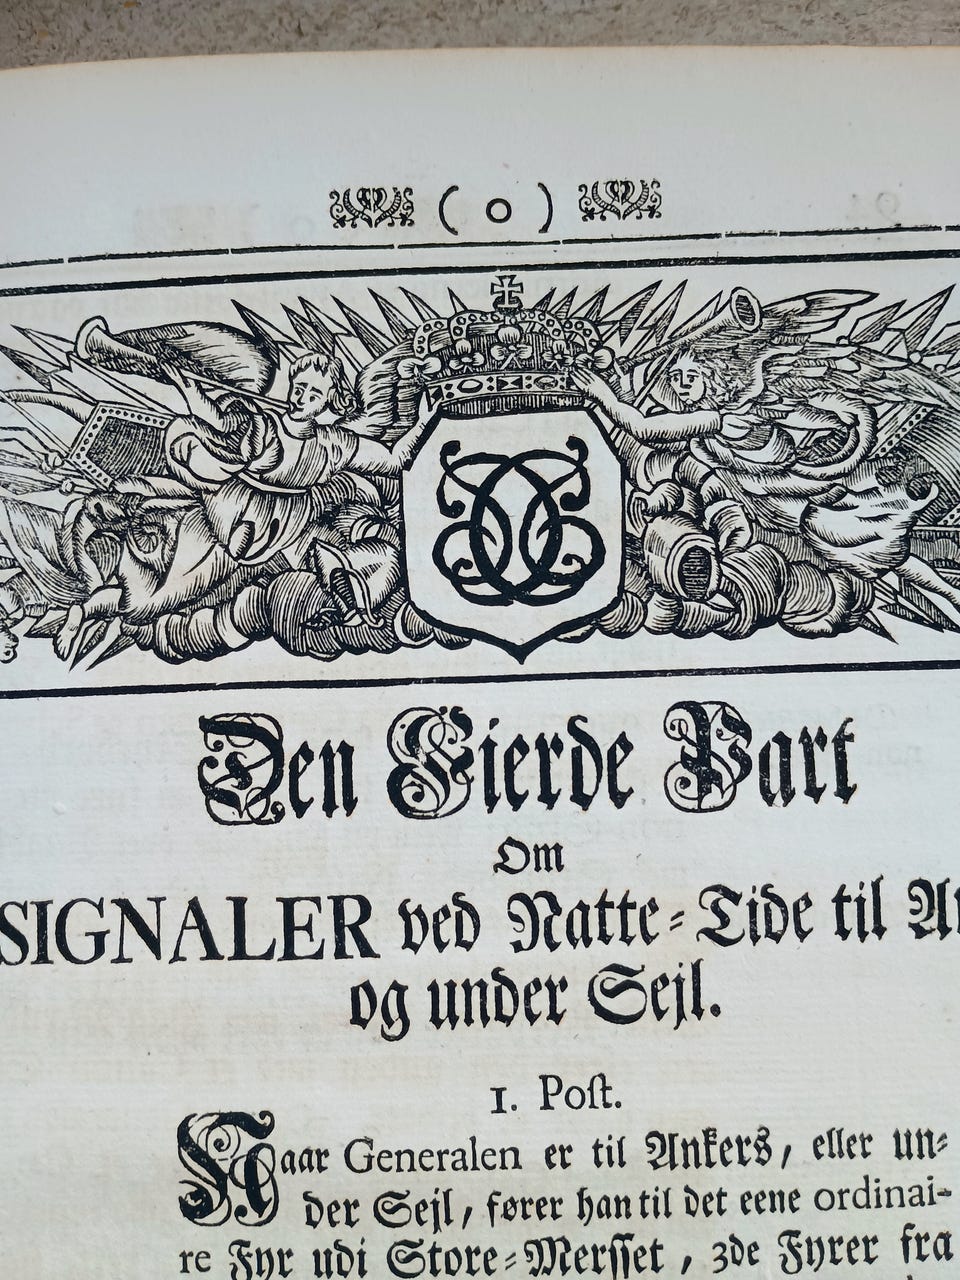 ( o )
Den Fierde Part
Om
SIGNALER ved Natte-Tide til
og under Sejl.
1. Poſt.
Naar Generalen er til Ankers, eller un-
der Sejl, fører han til det eene ordinai-
re Fyr udi Store-Merſſet, 3de Fyrer fra